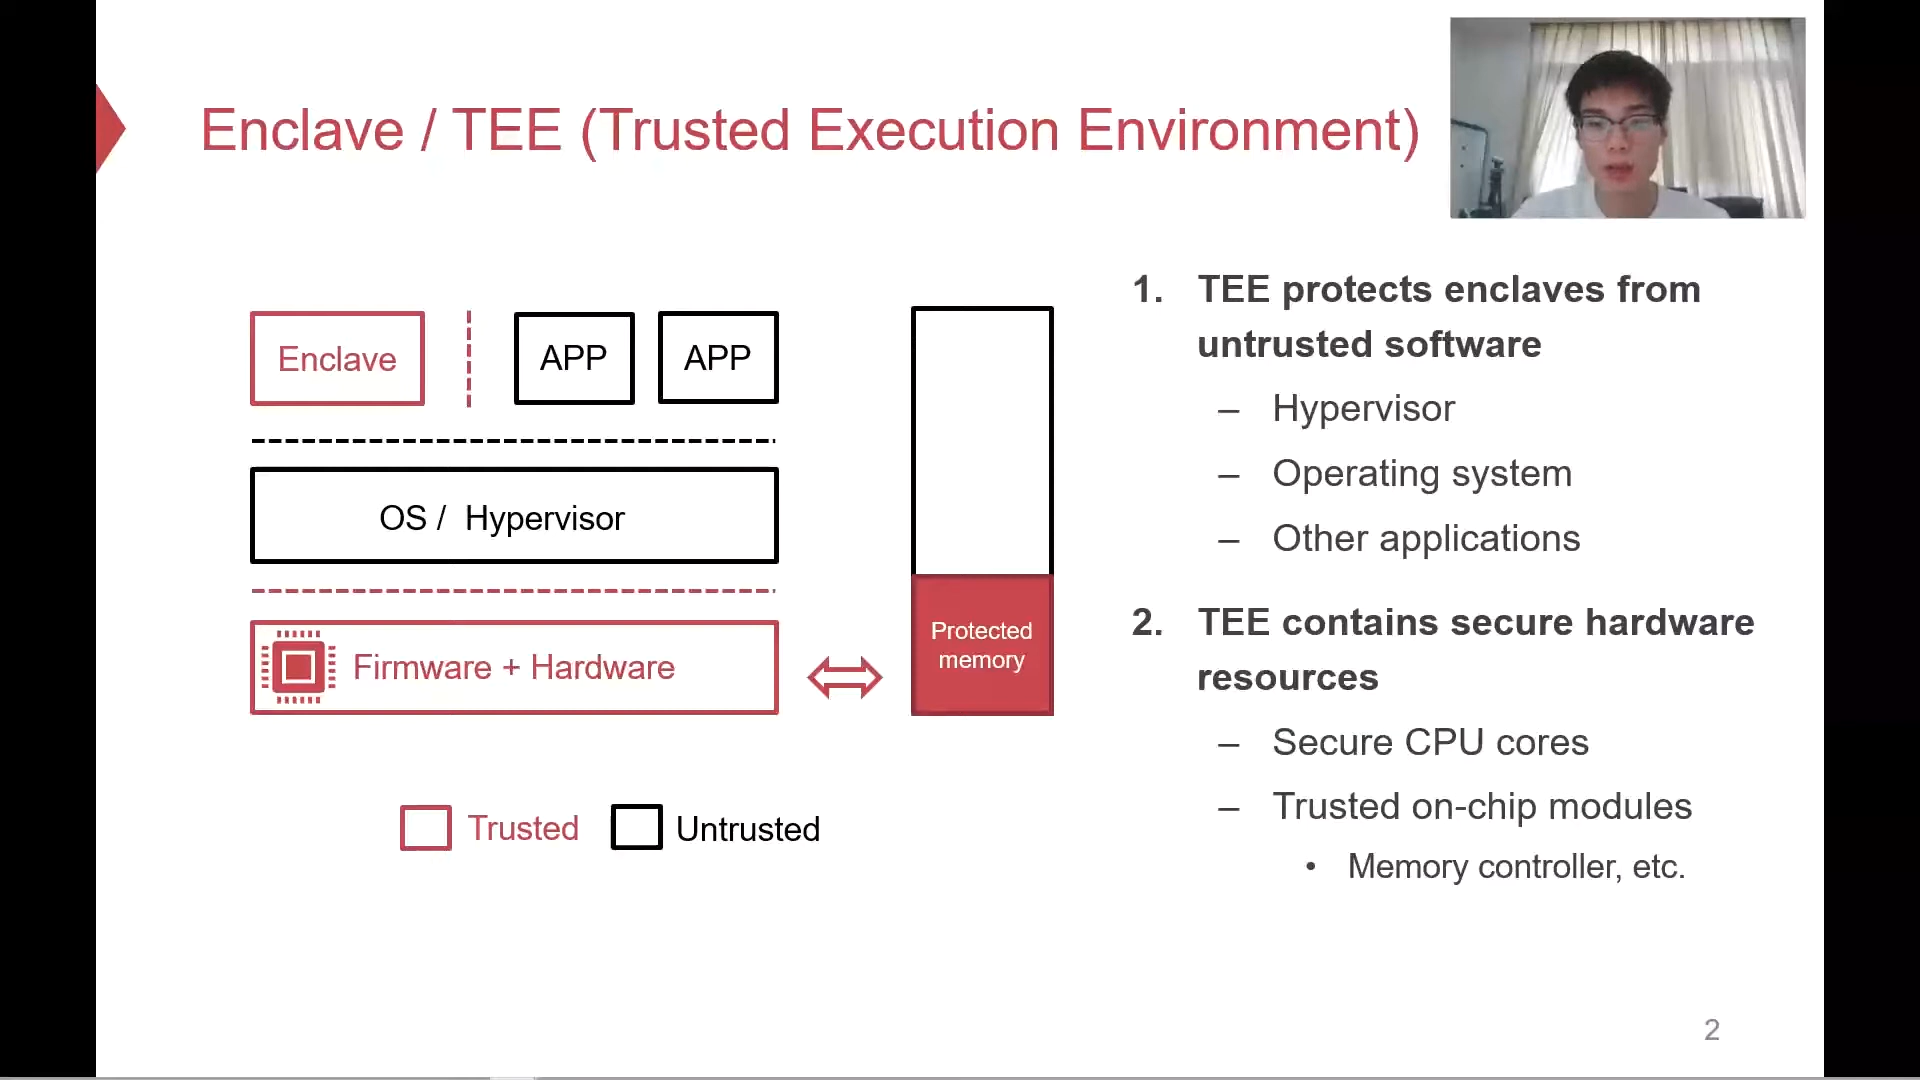 Enclave / TEE (Trusted Execution Environment)
Enclave
APP
APP
OS / Hypervisor
Firmware + Hardware
Protected
memory
Trusted
Untrusted
1. TEE protects enclaves from
untrusted software
– Hypervisor
– Operating system
– Other applications
2. TEE contains secure hardware
resources
– Secure CPU cores
– Trusted on-chip modules
• Memory controller, etc.
2